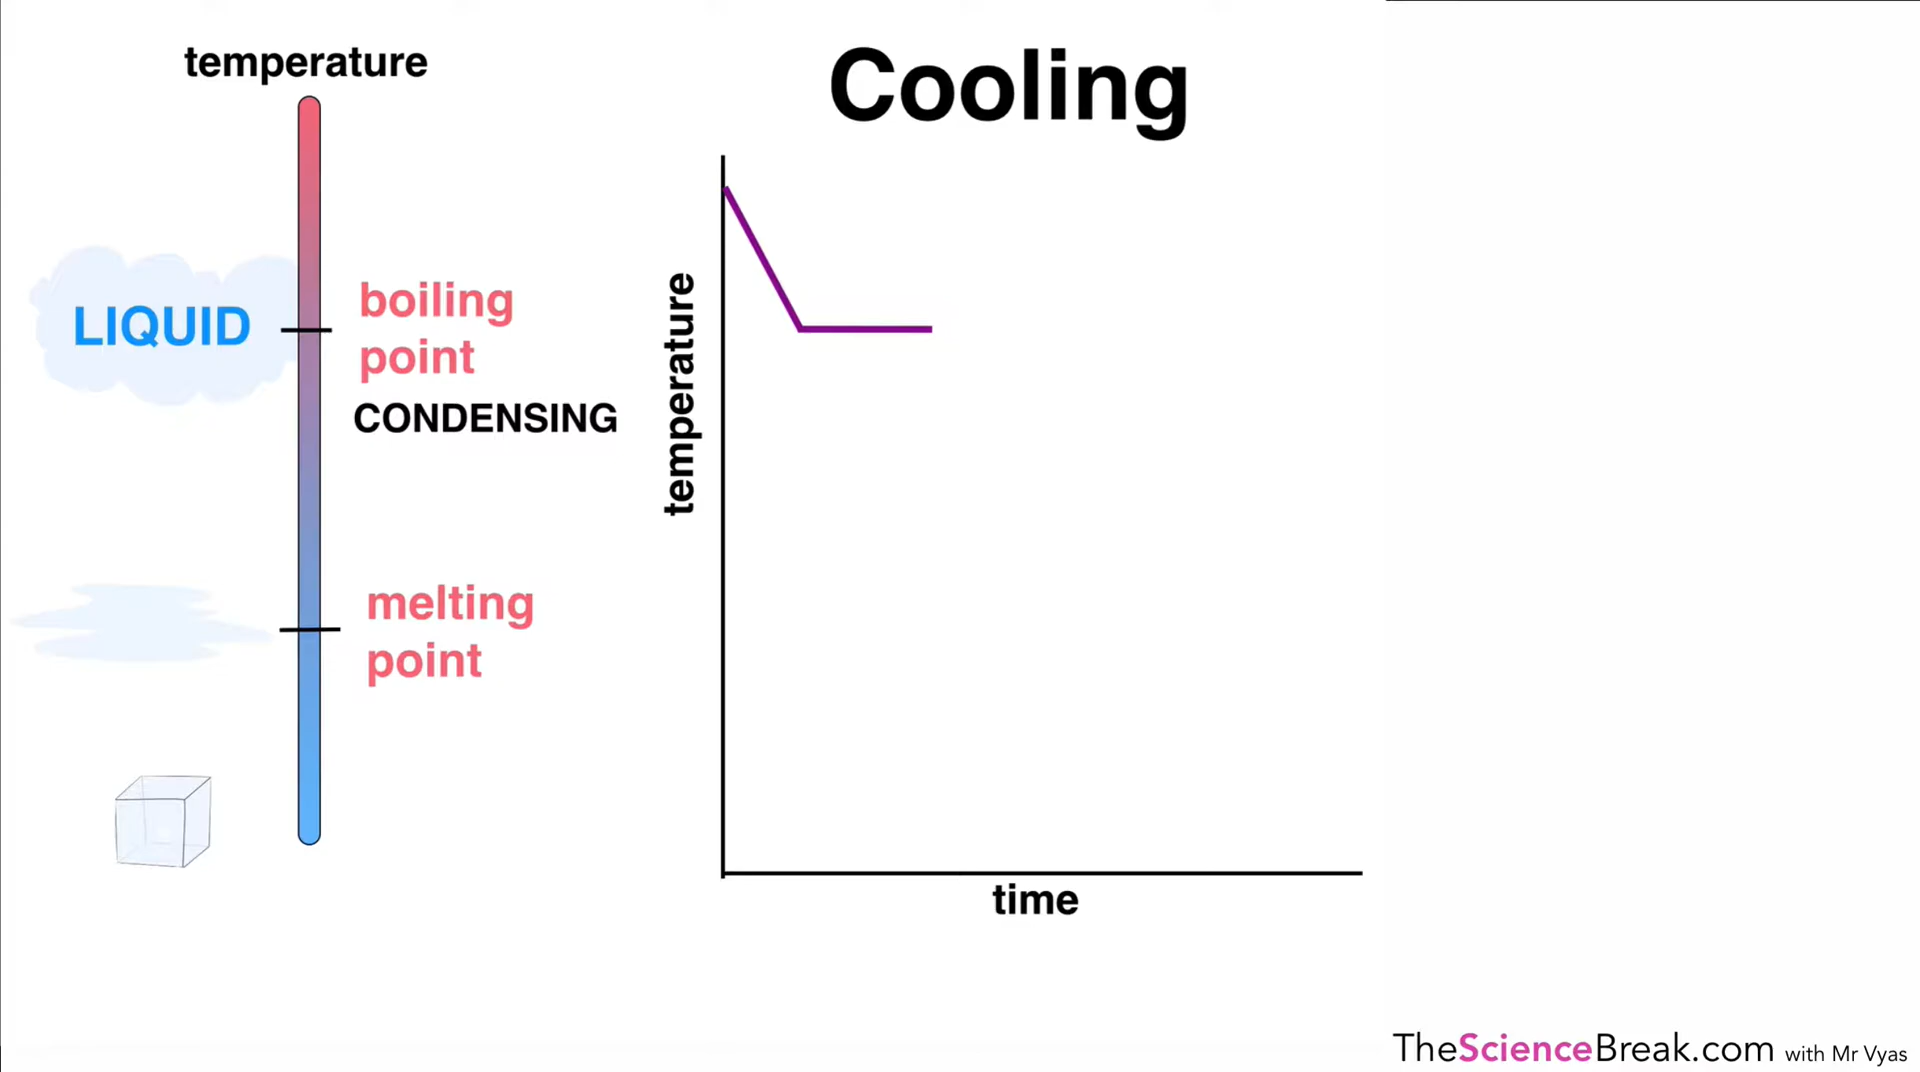 temperature
Cooling
LIQUID
boiling
point
CONDENSING
temperature
melting
point
time
TheScienceBreak.com with Mr Vyas